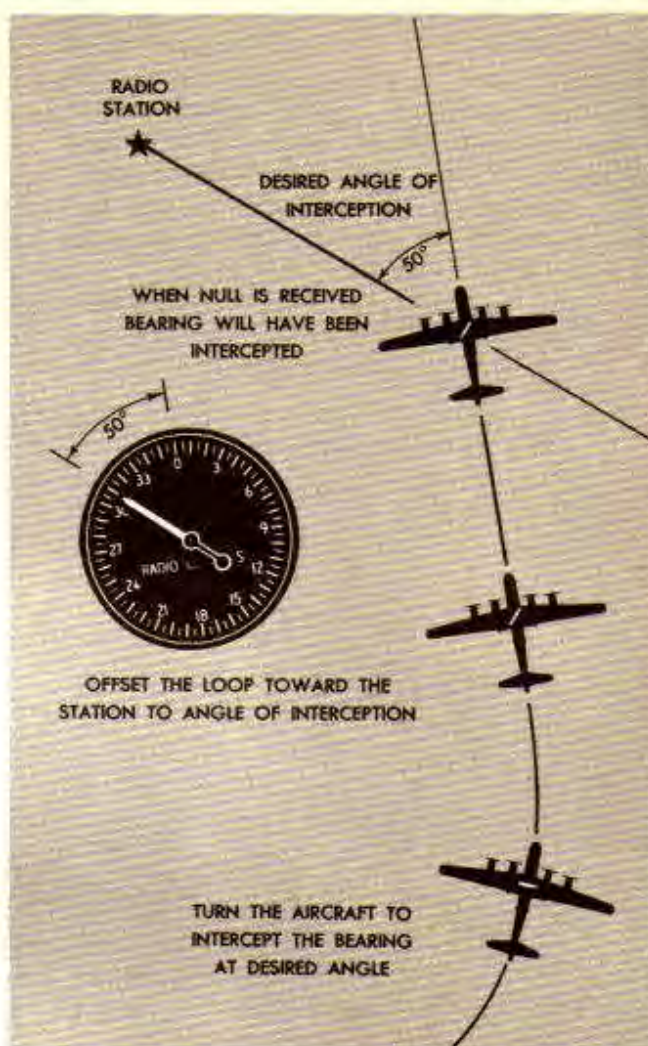 RADIO
STATION
DESIRED ANGLE OF
INTERCEPTION
50°
WHEN NULL IS RECEIVED
BEARING WILL HAVE BEEN
INTERCEPTED
50°
0
33
3
30
6
27
9
24
12
21
15
18
RADIO
S
OFFSET THE LOOP TOWARD THE
STATION TO ANGLE OF INTERCEPTION
TURN THE AIRCRAFT TO
INTERCEPT THE BEARING
AT DESIRED ANGLE